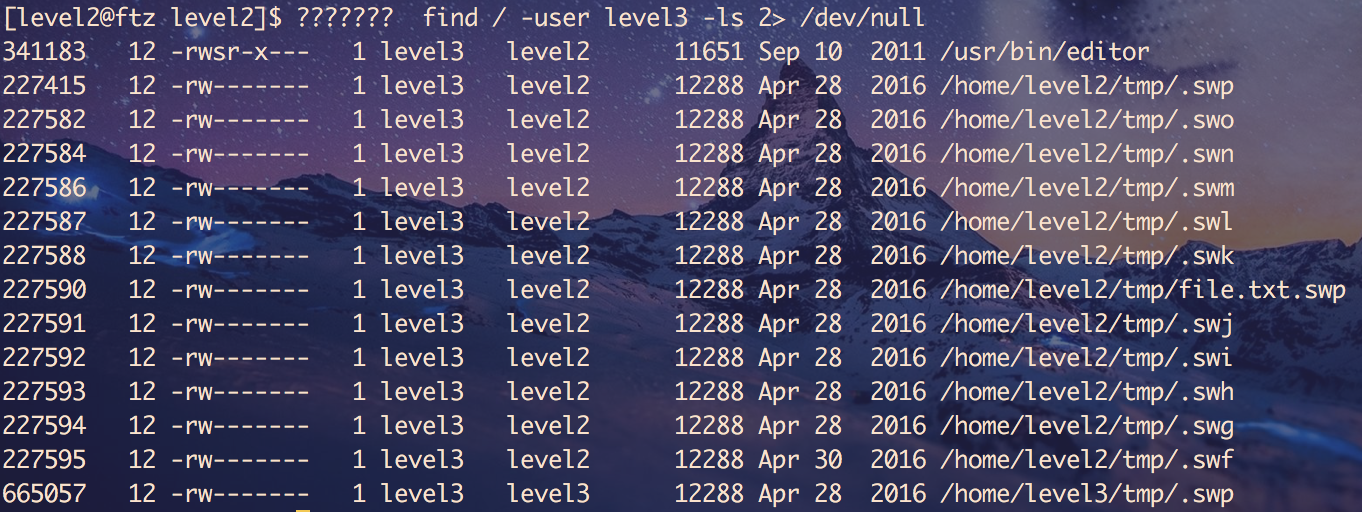 [level2@ftz level2]$ ???????  find / -user level3 -ls 2> /dev/null
341183   12 -rwsr-x---   1 level3   level2      11651 Sep 10  2011 /usr/bin/editor
227415   12 -rw-------   1 level3   level2      12288 Apr 28  2016 /home/level2/tmp/.swp
227582   12 -rw-------   1 level3   level2      12288 Apr 28  2016 /home/level2/tmp/.swo
227584   12 -rw-------   1 level3   level2      12288 Apr 28  2016 /home/level2/tmp/.swn
227586   12 -rw-------   1 level3   level2      12288 Apr 28  2016 /home/level2/tmp/.swm
227587   12 -rw-------   1 level3   level2      12288 Apr 28  2016 /home/level2/tmp/.swl
227588   12 -rw-------   1 level3   level2      12288 Apr 28  2016 /home/level2/tmp/.swk
227590   12 -rw-------   1 level3   level2      12288 Apr 28  2016 /home/level2/tmp/file.txt.swp
227591   12 -rw-------   1 level3   level2      12288 Apr 28  2016 /home/level2/tmp/.swj
227592   12 -rw-------   1 level3   level2      12288 Apr 28  2016 /home/level2/tmp/.swi
227593   12 -rw-------   1 level3   level2      12288 Apr 28  2016 /home/level2/tmp/.swh
227594   12 -rw-------   1 level3   level2      12288 Apr 28  2016 /home/level2/tmp/.swg
227595   12 -rw-------   1 level3   level2      12288 Apr 30  2016 /home/level2/tmp/.swf
665057   12 -rw-------   1 level3   level3      12288 Apr 28  2016 /home/level3/tmp/.swp